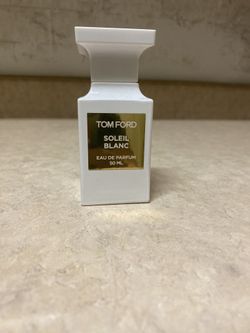 TOM FORD
SOLEIL
BLANC
EAU DE PARFUM
50 ML